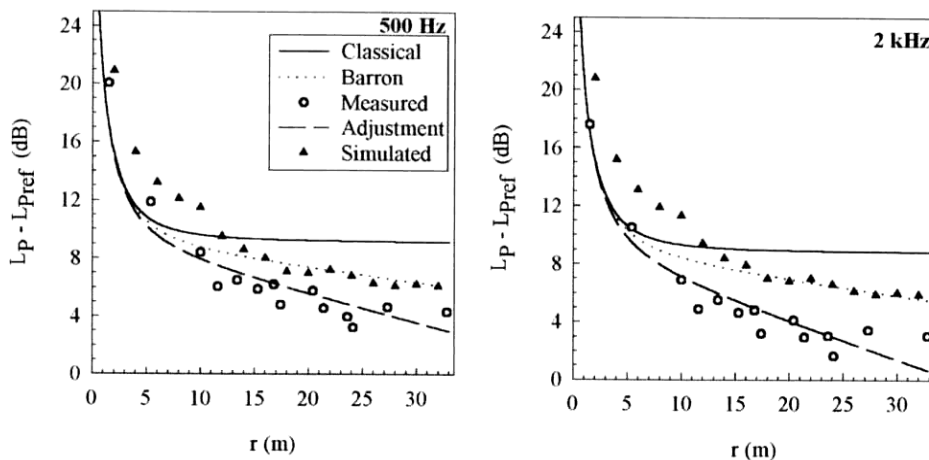 500 Hz
Classical
Barron
Measured
Adjustment
Simulated
24
20
16
12
8
4
0
L_P - L_Pref (dB)
0 5 10 15 20 25 30
r (m)
2 kHz
24
20
16
12
8
4
0
L_P - L_Pref (dB)
0 5 10 15 20 25 30
r (m)